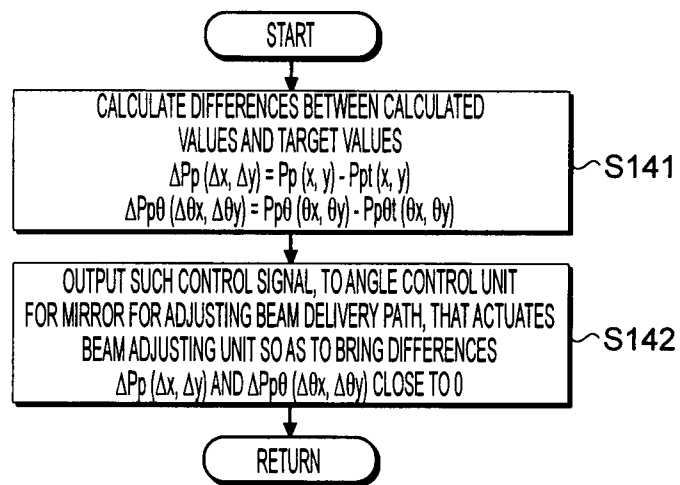 START
CALCULATE DIFFERENCES BETWEEN CALCULATED
VALUES AND TARGET VALUES
ΔPp (Δx, Δy) = Pp (x, y) - Ppt (x, y)
ΔPpθ (Δθx, Δθy) = Ppθ (θx, θy) - Ppθt (θx, θy)
S141
OUTPUT SUCH CONTROL SIGNAL, TO ANGLE CONTROL UNIT
FOR MIRROR FOR ADJUSTING BEAM DELIVERY PATH, THAT ACTUATES
BEAM ADJUSTING UNIT SO AS TO BRING DIFFERENCES
ΔPp (Δx, Δy) AND ΔPpθ (Δθx, Δθy) CLOSE TO 0
S142
RETURN